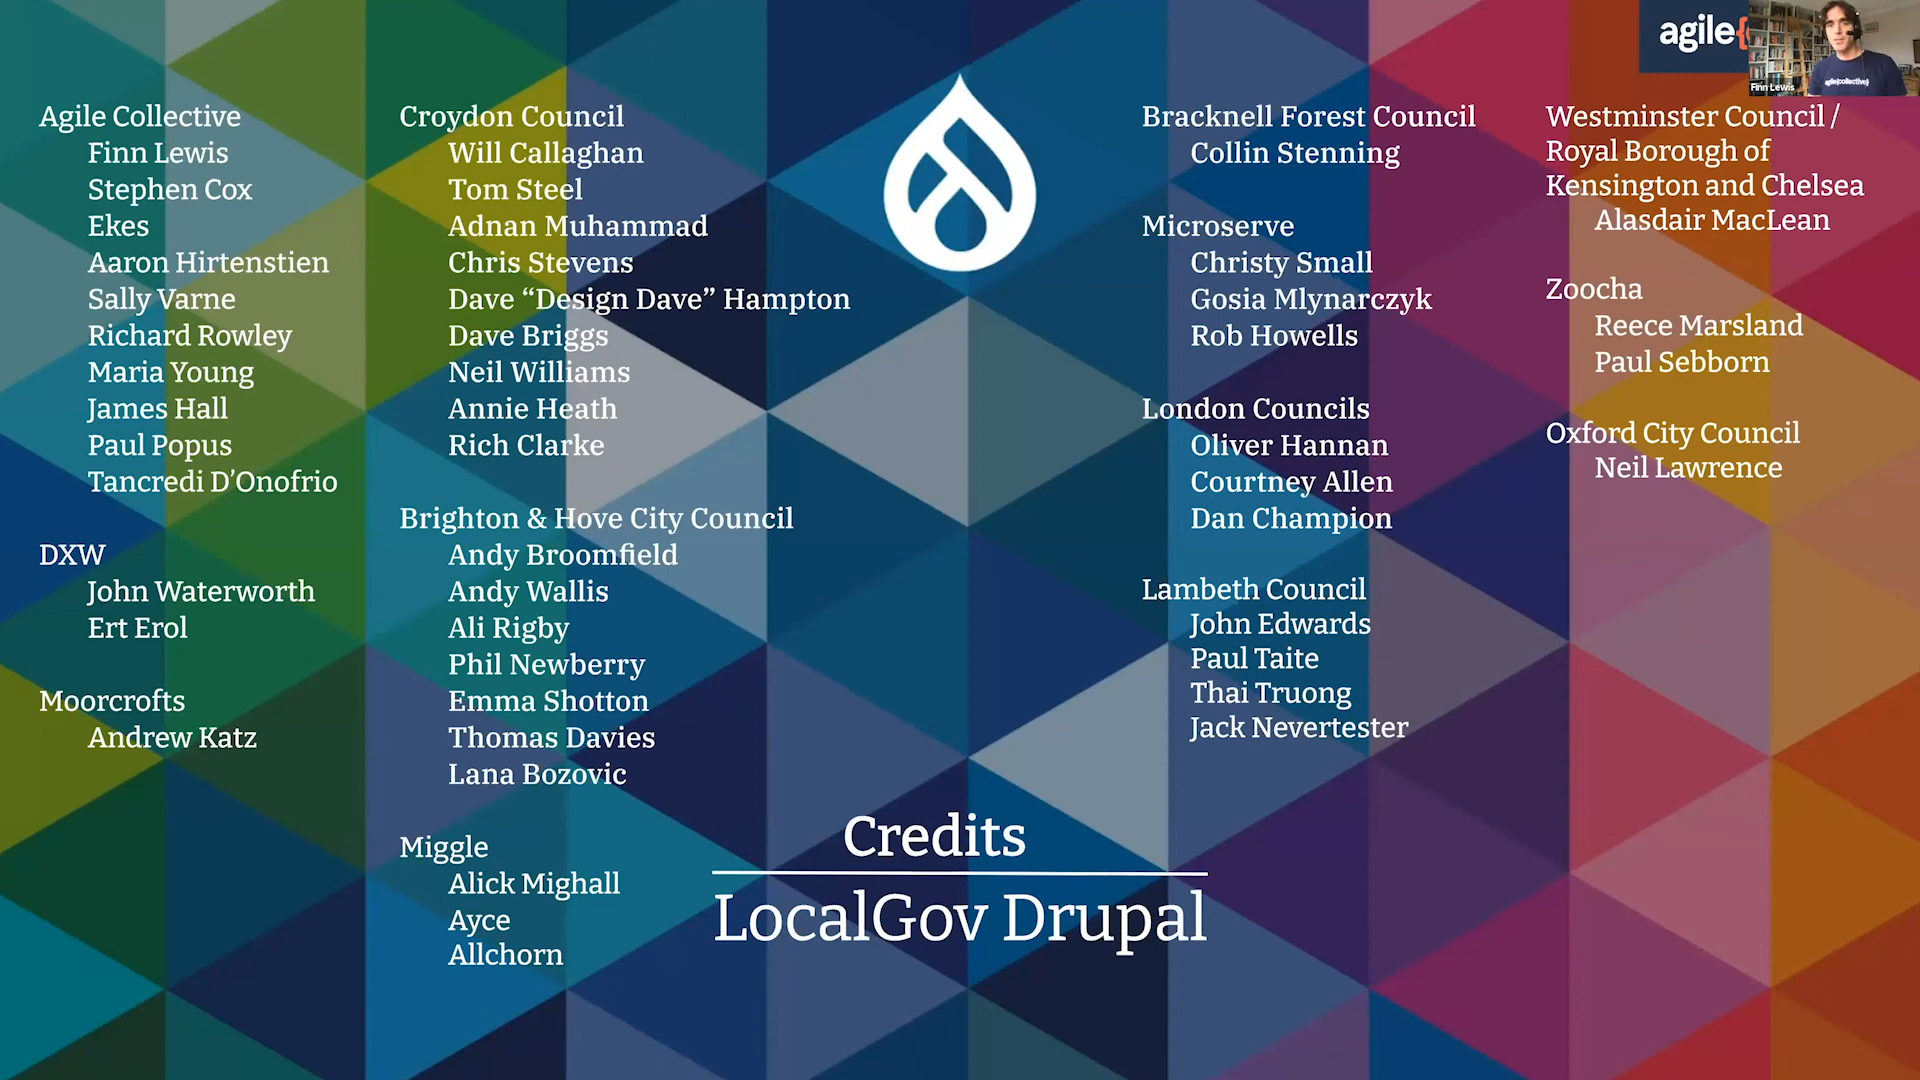 Agile Collective
Finn Lewis
Stephen Cox
Ekes
Aaron Hirtenstien
Sally Varne
Richard Rowley
Maria Young
James Hall
Paul Popus
Tancredi D’Onofrio
DXW
John Waterworth
Ert Erol
Moorcrofts
Andrew Katz
Croydon Council
Will Callaghan
Tom Steel
Adnan Muhammad
Chris Stevens
Dave “Design Dave” Hampton
Dave Briggs
Neil Williams
Annie Heath
Rich Clarke
Brighton & Hove City Council
Andy Broomfield
Andy Wallis
Ali Rigby
Phil Newberry
Emma Shotton
Thomas Davies
Lana Bozovic
Miggle
Alick Mighall
Ayce
Allchorn
Credits
LocalGov Drupal
Bracknell Forest Council
Collin Stenning
Microserve
Christy Small
Gosia Mlynarczyk
Rob Howells
London Councils
Oliver Hannan
Courtney Allen
Dan Champion
Lambeth Council
John Edwards
Paul Taite
Thai Truong
Jack Nevertester
Westminster Council /
Royal Borough of
Kensington and Chelsea
Alasdair MacLean
Zoocha
Reece Marsland
Paul Sebborn
Oxford City Council
Neil Lawrence
agile{
agile{collective}
Finn Lewis